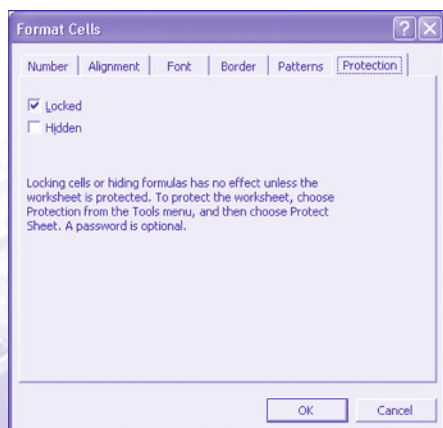 Format Cells
Number Alignment Font Border Patterns Protection
Locked
Hidden
Locking cells or hiding formulas has no effect unless the
worksheet is protected. To protect the worksheet, choose
Protection from the Tools menu, and then choose Protect
Sheet. A password is optional.
OK Cancel